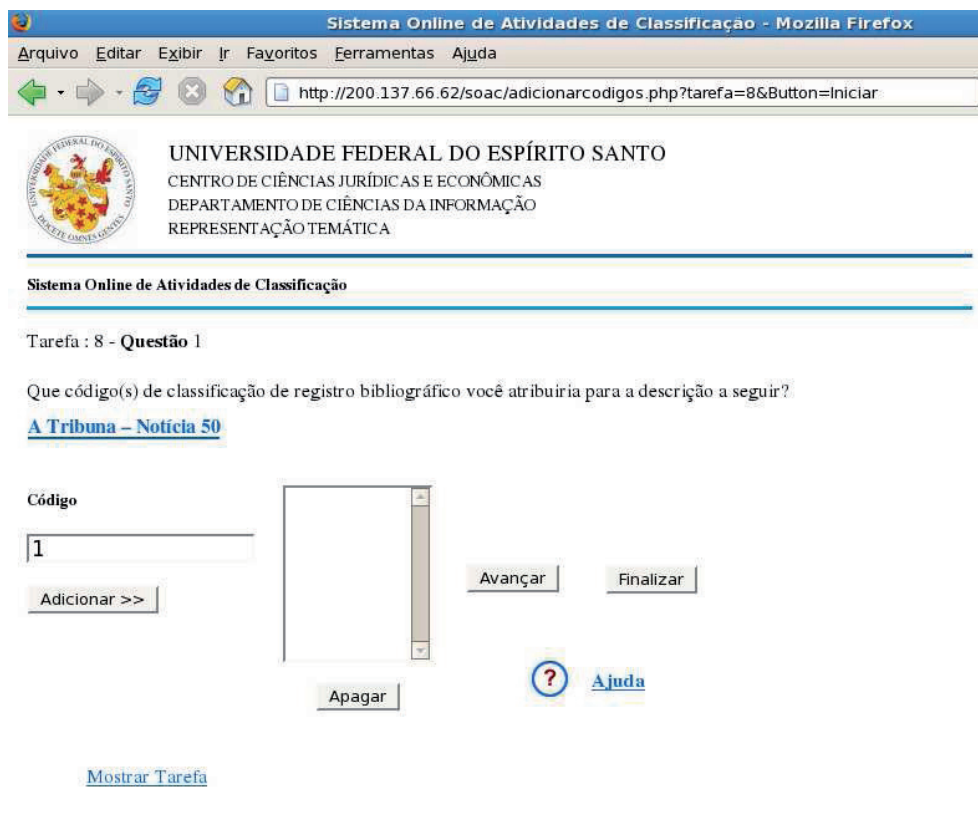 Sistema Online de Atividades de Classificação - Mozilla Firefox
Arquivo Editar Exibir Ir Favoritos Ferramentas Ajuda
http://200.137.66.62/soac/adicionarcodigos.php?tarefa=8&Button=Iniciar
UNIVERSIDADE FEDERAL DO ESPÍRITO SANTO
CENTRO DE CIÊNCIAS JURÍDICAS E ECONÔMICAS
DEPARTAMENTO DE CIÊNCIAS DA INFORMAÇÃO
REPRESENTAÇÃO TEMÁTICA
Sistema Online de Atividades de Classificação
Tarefa : 8 - Questão 1
Que código(s) de classificação de registro bibliográfico você atribuiria para a descrição a seguir?
A Tribuna – Notícia 50
Código
1
Adicionar >>
Avançar Finalizar
Apagar
? Ajuda
Mostrar Tarefa